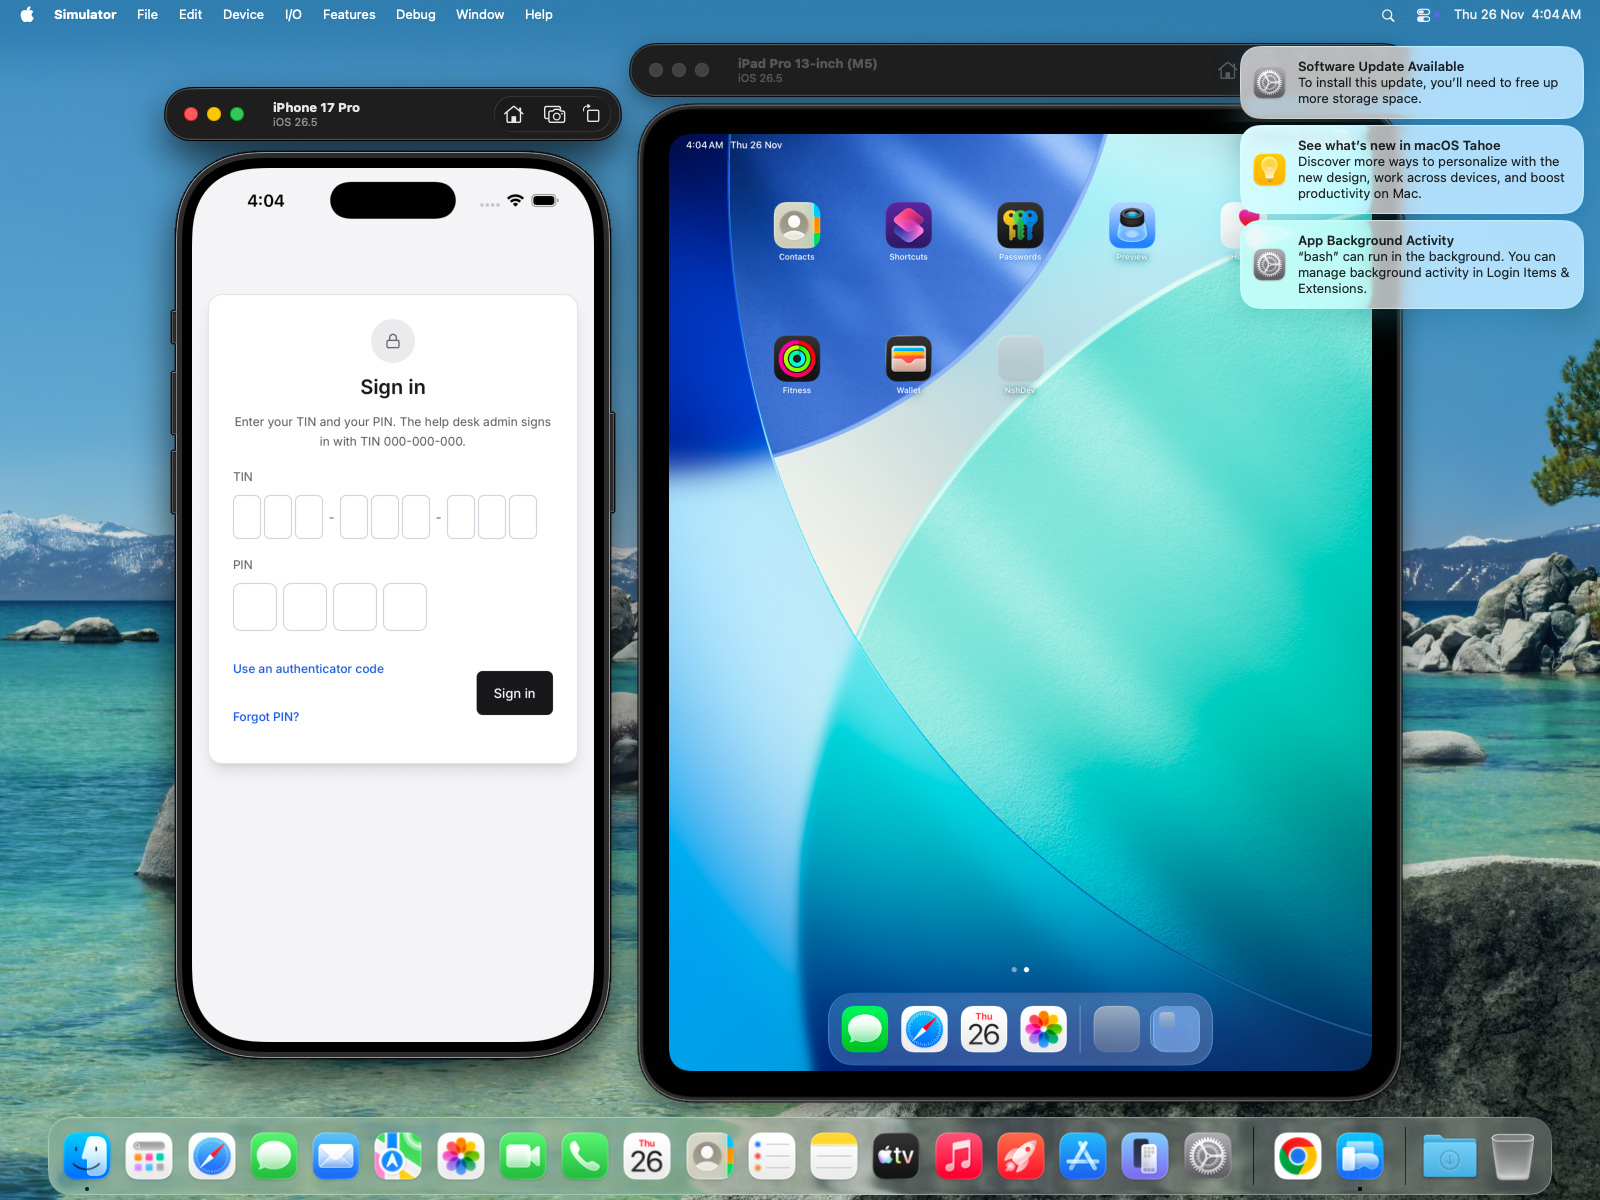 Simulator File Edit Device I/O Features Debug Window Help
Thu 26 Nov 4:04 AM
iPhone 17 Pro
iOS 26.5
4:04
Sign in
Enter your TIN and your PIN. The help desk admin signs
in with TIN 000-000-000.
TIN
- -
PIN
Use an authenticator code
Sign in
Forgot PIN?
iPad Pro 13-inch (M5)
iOS 26.5
4:04 AM Thu 26 Nov
Contacts Shortcuts Passwords Preview
Fitness Wallet NshDev
Thu
26
Software Update Available
To install this update, you’ll need to free up
more storage space.
See what’s new in macOS Tahoe
Discover more ways to personalize with the
new design, work across devices, and boost
productivity on Mac.
App Background Activity
“bash” can run in the background. You can
manage background activity in Login Items &
Extensions.
Thu
26
tv